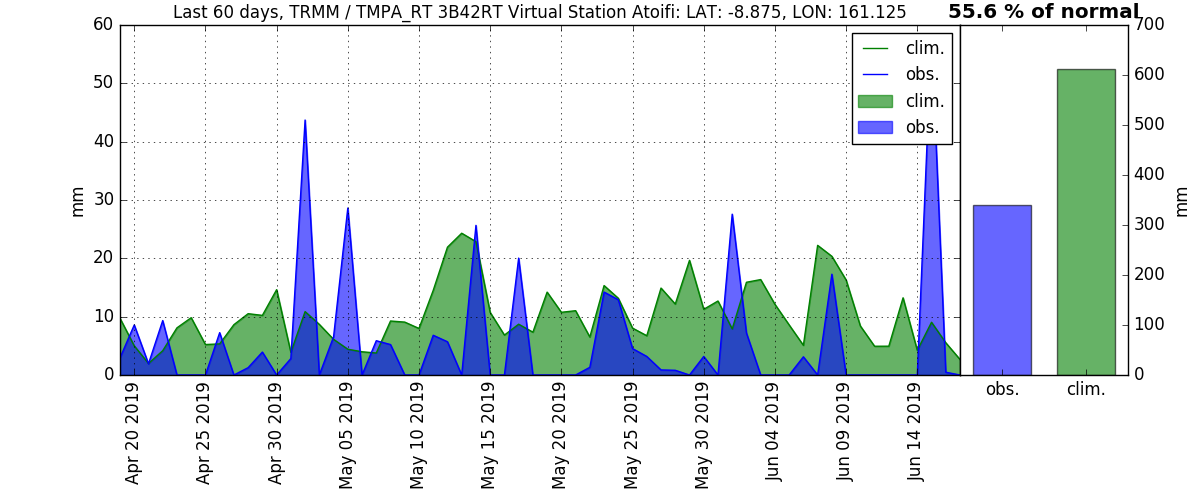 Last 60 days, TRMM / TMPA_RT 3B42RT Virtual Station Atoifi: LAT: -8.875, LON: 161.125
55.6 % of normal
60
50
40
30
20
10
0
mm
clim.
obs.
clim.
obs.
700
600
500
400
300
200
100
0
mm
obs.
clim.
Apr 20 2019
Apr 25 2019
Apr 30 2019
May 05 2019
May 10 2019
May 15 2019
May 20 2019
May 25 2019
May 30 2019
Jun 04 2019
Jun 09 2019
Jun 14 2019